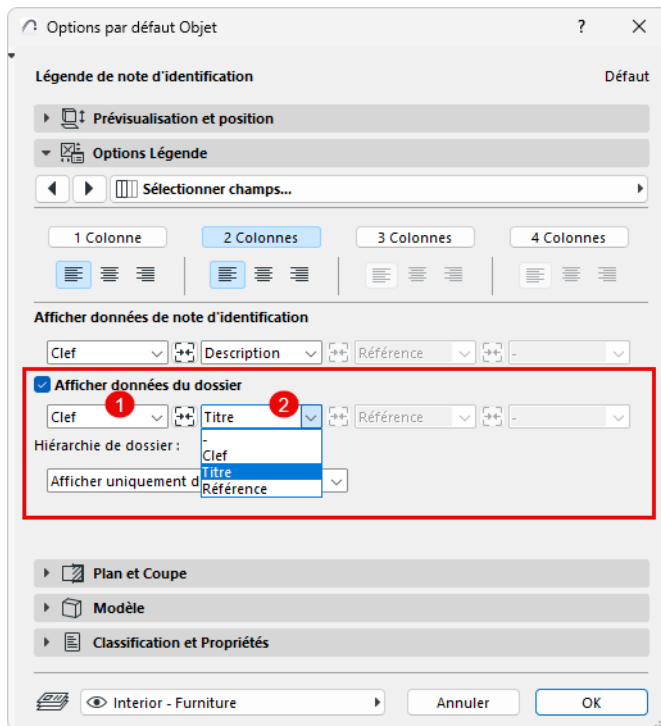 Options par défaut Objet ? ×
Légende de note d'identification Défaut
Prévisualisation et position
Options Légende
Sélectionner champs...
1 Colonne 2 Colonnes 3 Colonnes 4 Colonnes
Afficher données de note d'identification
Clef Description Référence -
Afficher données du dossier
Clef 1 Titre 2 Référence -
Hiérarchie de dossier :
-
Clef
Titre
Afficher uniquement d
Référence
Plan et Coupe
Modèle
Classification et Propriétés
Interior - Furniture Annuler OK